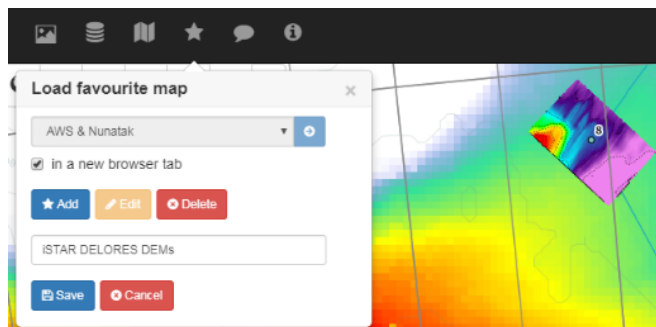 Load favourite map
×
AWS & Nunatak
in a new browser tab
Add Edit Delete
iSTAR DELORES DEMs
Save Cancel
8